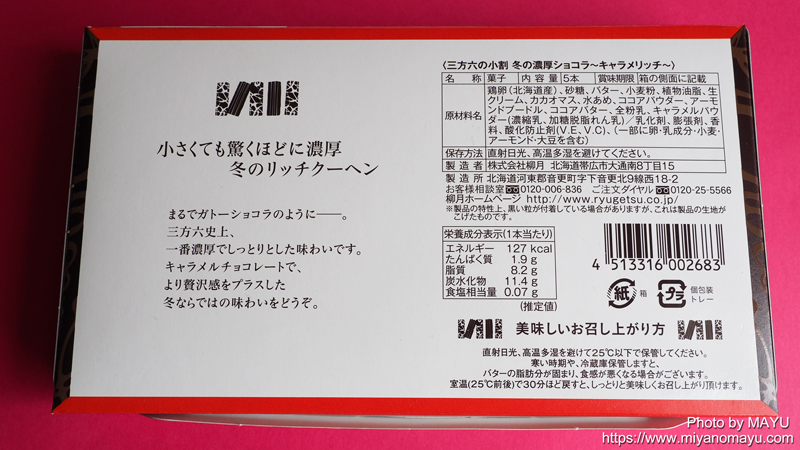 小さくても驚くほどに濃厚
冬のリッチクーヘン
まるでガトーショコラのように──。
三方六史上、
一番濃厚でしっとりとした味わいです。
キャラメルチョコレートで、
より贅沢感をプラスした
冬ならではの味わいをどうぞ。
〈三方六の小割 冬の濃厚ショコラ～キャラメリッチ～〉
名称 菓子 内容量 5本 賞味期限 箱の側面に記載
原材料名 鶏卵(北海道産)、砂糖、バター、小麦粉、植物油脂、生
クリーム、カカオマス、水あめ、ココアパウダー、アーモ
ンドプードル、ココアバター、全粉乳、キャラメルパウ
ダー(濃縮乳、加糖脱脂れん乳)／乳化剤、膨張剤、香
料、酸化防止剤(V.E、V.C)、(一部に卵・乳成分・小麦・
アーモンド・大豆を含む)
保存方法 直射日光、高温多湿を避けてください。
製造者 株式会社柳月 北海道帯広市大通南8丁目15
製造所 北海道河東郡音更町字下音更北9線西18-2
お客様相談室 0120-006-836 ご注文ダイヤル 0120-25-5566
柳月ホームページ http://www.ryugetsu.co.jp/
※製品の特性上、黒い粒が付着している場合がありますが、これは製品の生地が
こげたものです。
栄養成分表示(1本当たり)
エネルギー 127 kcal
たんぱく質 1.9 g
脂質 8.2 g
炭水化物 11.4 g
食塩相当量 0.07 g
(推定値)
4 513316 002683
紙 箱 プラ 個包装
トレー
美味しいお召し上がり方
直射日光、高温多湿を避けて25℃以下で保管してください。
寒い時期や、冷蔵庫保管しますと、
バターの脂肪分が固まり、食感が悪くなる場合がございます。
室温(25℃前後)で30分ほど戻すと、しっとりと美味しくお召し上がり頂けます。
Photo by MAYU
https://www.miyanomayu.com/